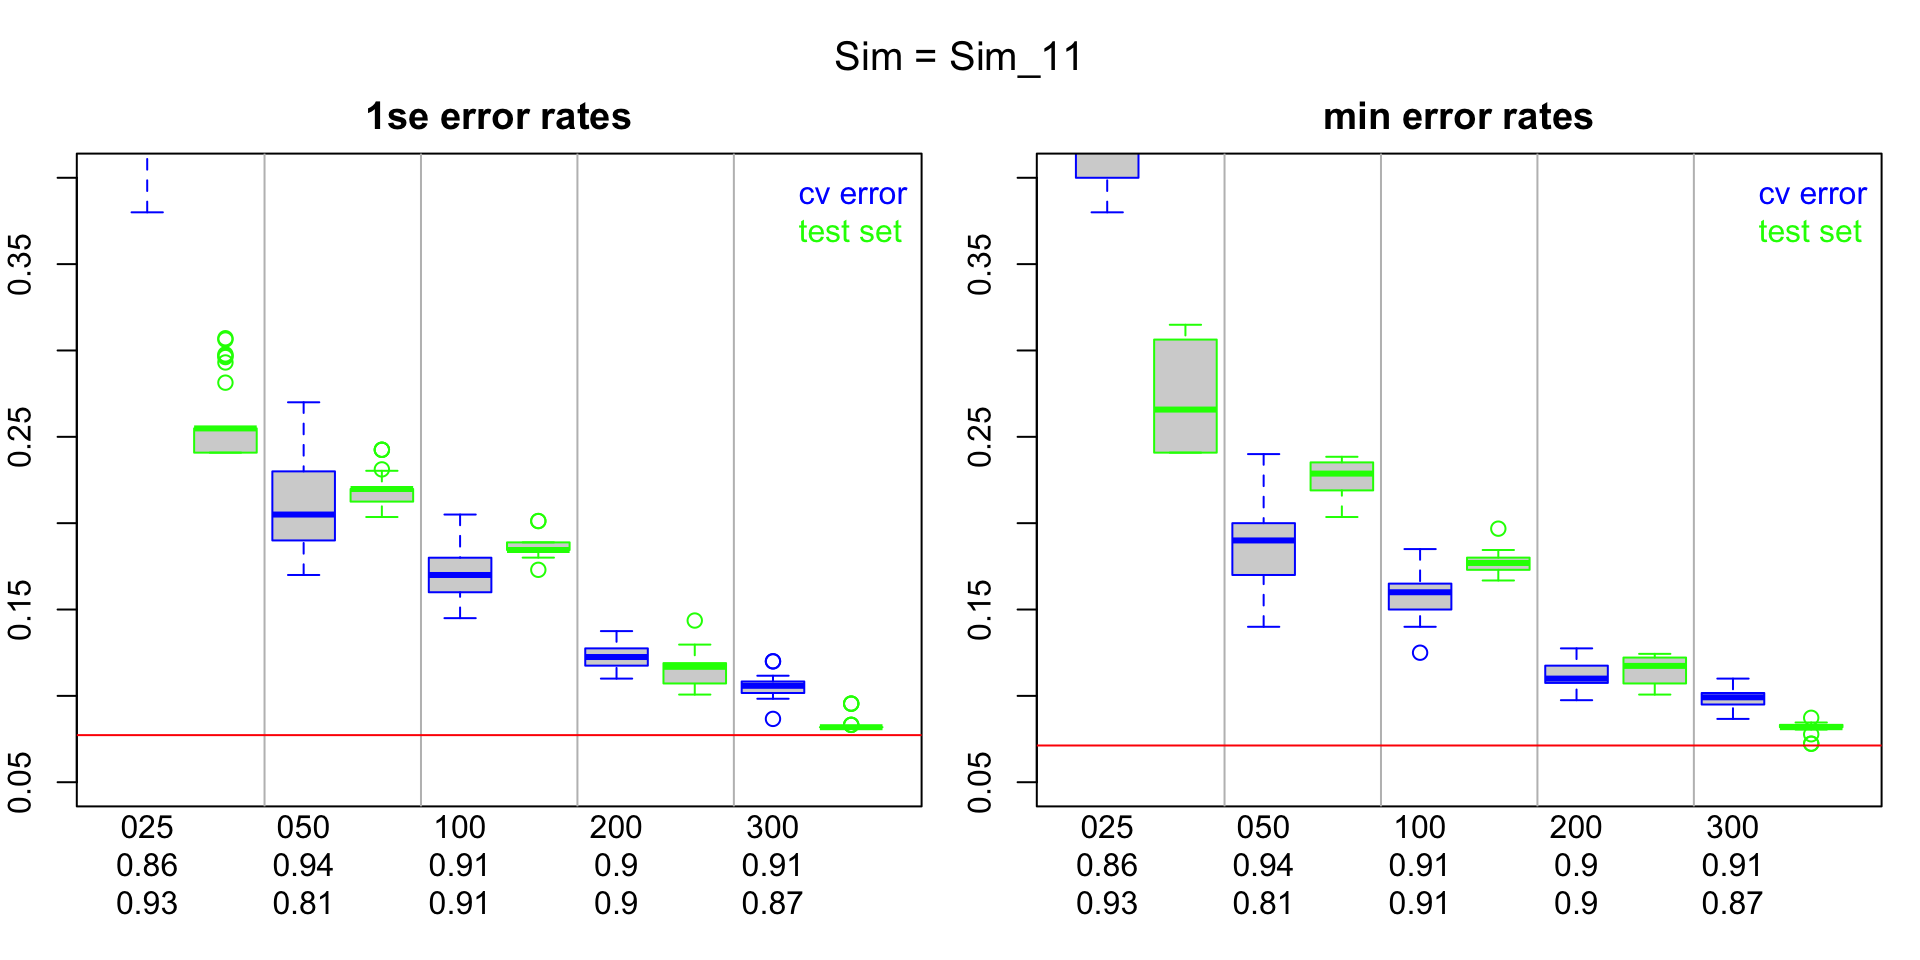 Sim = Sim_11
1se error rates
cv error
test set
0.35
0.25
0.15
0.05
025 050 100 200 300
0.86 0.94 0.91 0.9 0.91
0.93 0.81 0.91 0.9 0.87
min error rates
cv error
test set
0.35
0.25
0.15
0.05
025 050 100 200 300
0.86 0.94 0.91 0.9 0.91
0.93 0.81 0.91 0.9 0.87